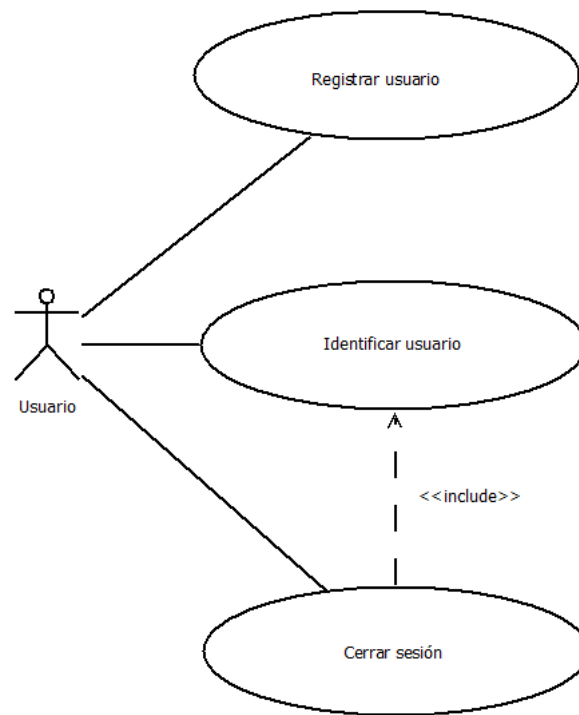 Registrar usuario
Identificar usuario
Usuario
<<include>>
Cerrar sesión